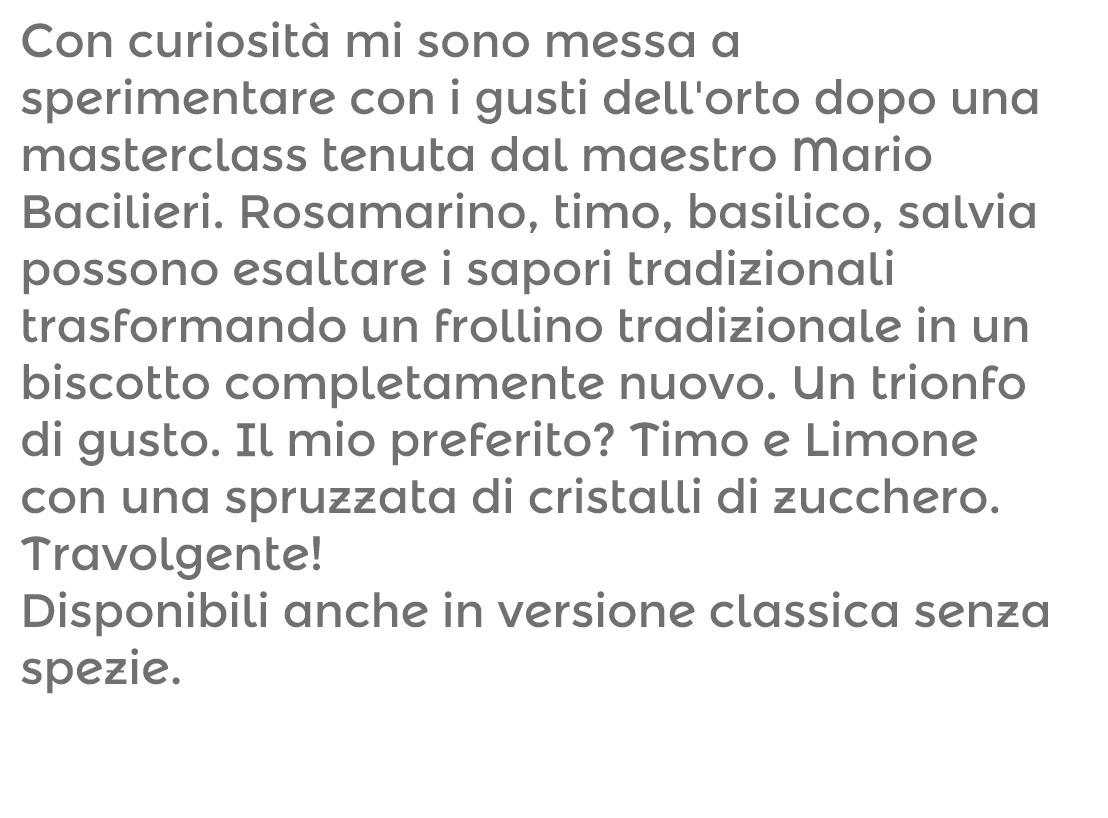 Con curiosità mi sono messa a
sperimentare con i gusti dell'orto dopo una
masterclass tenuta dal maestro Mario
Bacilieri. Rosamarino, timo, basilico, salvia
possono esaltare i sapori tradizionali
trasformando un frollino tradizionale in un
biscotto completamente nuovo. Un trionfo
di gusto. Il mio preferito? Timo e Limone
con una spruzzata di cristalli di zucchero.
Travolgente!
Disponibili anche in versione classica senza
spezie.